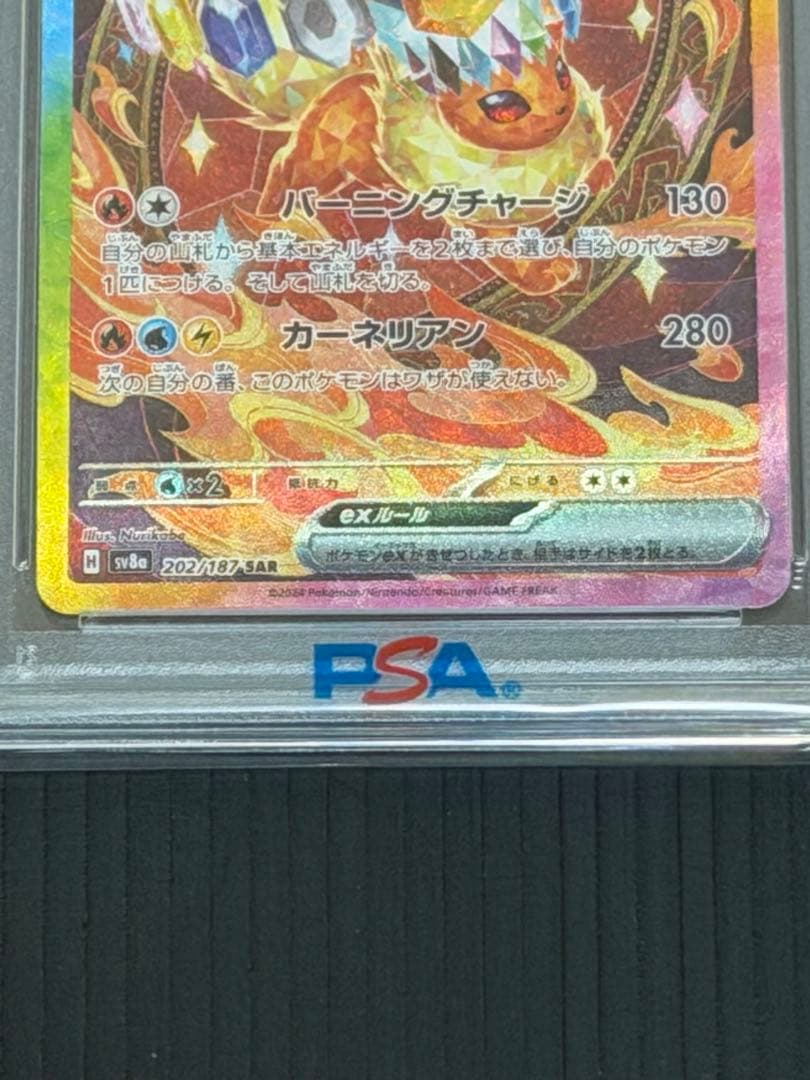 バーニングチャージ 130
自分の山札から基本エネルギーを2枚まで選び、自分のポケモン
1匹につける。そして山札を切る。
カーネリアン 280
次の自分の番、このポケモンはワザが使えない。
弱点 ×2 抵抗力 にげる
exルール
ポケモンexがきぜつしたとき、相手はサイドを2枚とる。
Illus. Nurikabe
H SV8a 202/187 SAR
©2024 Pokémon/Nintendo/Creatures/GAME FREAK
PSA®